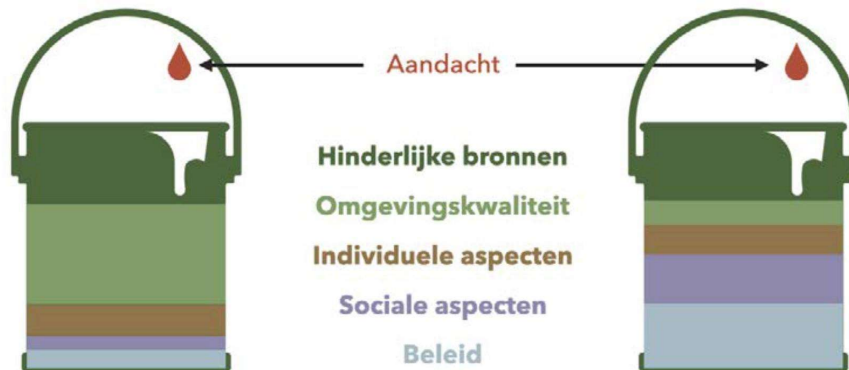 Aandacht
Hinderlijke bronnen
Omgevingskwaliteit
Individuele aspecten
Sociale aspecten
Beleid